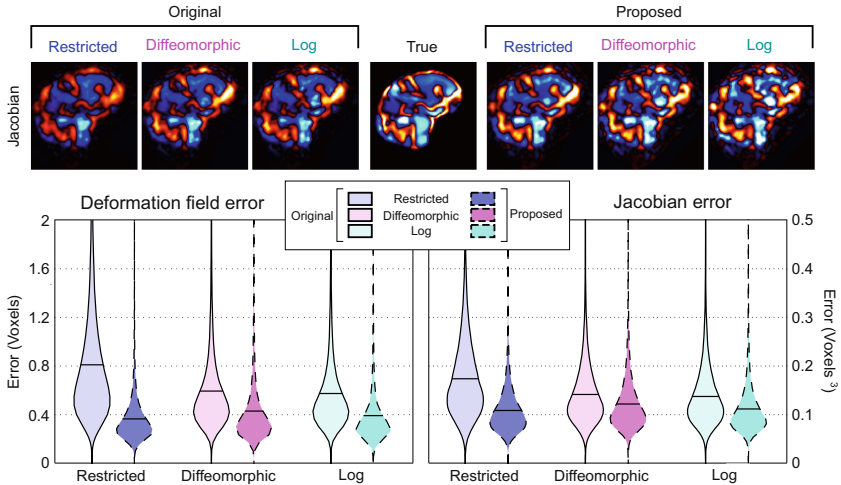 Original
Proposed
Restricted Diffeomorphic Log True Restricted Diffeomorphic Log
Jacobian
Deformation field error
Jacobian error
Original
Restricted
Diffeomorphic
Log
Proposed
Error (Voxels)
2
1.6
1.2
0.8
0.4
0
0.5
0.4
0.3
0.2
0.1
0
Error (Voxels ³)
Restricted Diffeomorphic Log
Restricted Diffeomorphic Log